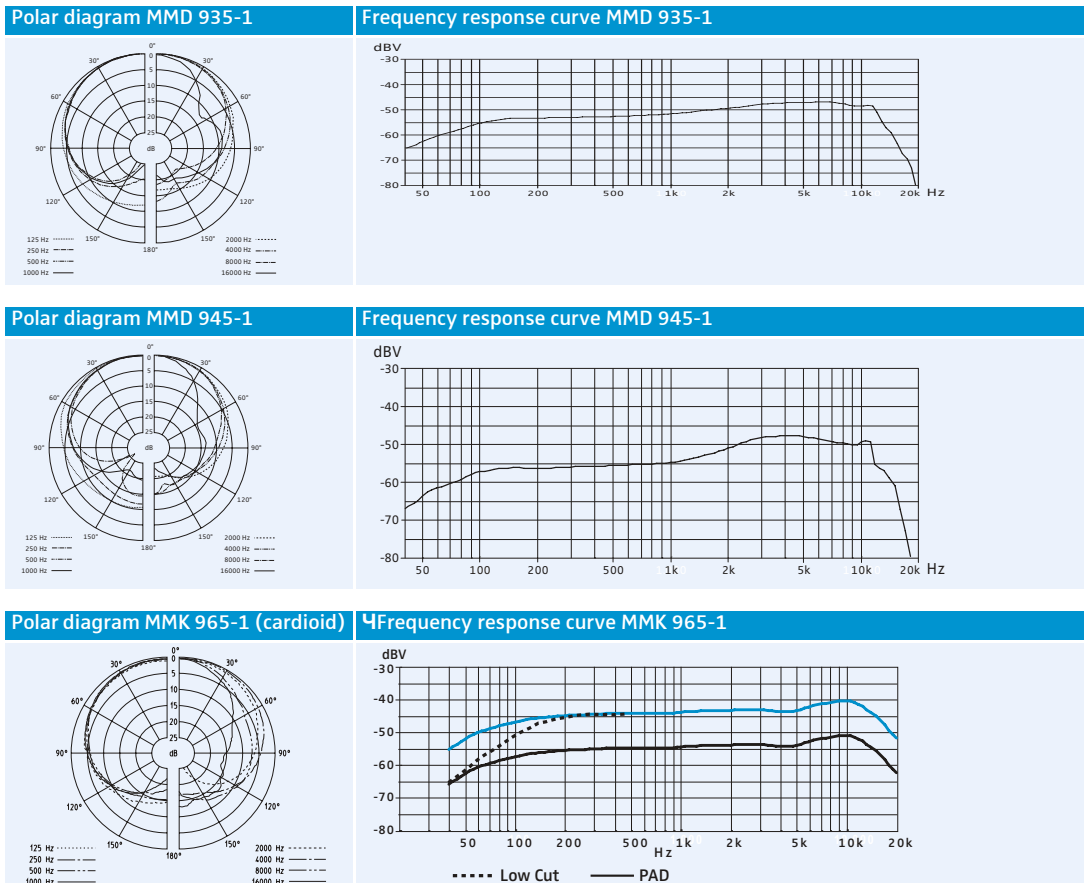 Polar diagram MMD 935-1
Frequency response curve MMD 935-1
0°
0
5
10
15
20
25
dB
30°
30°
60°
60°
90°
90°
120°
120°
150°
150°
180°
125 Hz
250 Hz
500 Hz
1000 Hz
2000 Hz
4000 Hz
8000 Hz
16000 Hz
dBV
-30
-40
-50
-60
-70
-80
50 100 200 500 1k 2k 5k 10k 20k Hz
Polar diagram MMD 945-1
Frequency response curve MMD 945-1
0°
0
5
10
15
20
25
dB
30°
30°
60°
60°
90°
90°
120°
120°
150°
150°
180°
125 Hz
250 Hz
500 Hz
1000 Hz
2000 Hz
4000 Hz
8000 Hz
16000 Hz
dBV
-30
-40
-50
-60
-70
-80
50 100 200 500 1k 2k 5k 10k 20k Hz
Polar diagram MMK 965-1 (cardioid)
ЧFrequency response curve MMK 965-1
0°
0
5
10
15
20
25
dB
30°
30°
60°
60°
90°
90°
120°
120°
150°
150°
180°
125 Hz
250 Hz
500 Hz
1000 Hz
2000 Hz
4000 Hz
8000 Hz
16000 Hz
dBV
-30
-40
-50
-60
-70
-80
50 100 200 500 1k 2k 5k 10k 20k
Hz
Low Cut
PAD